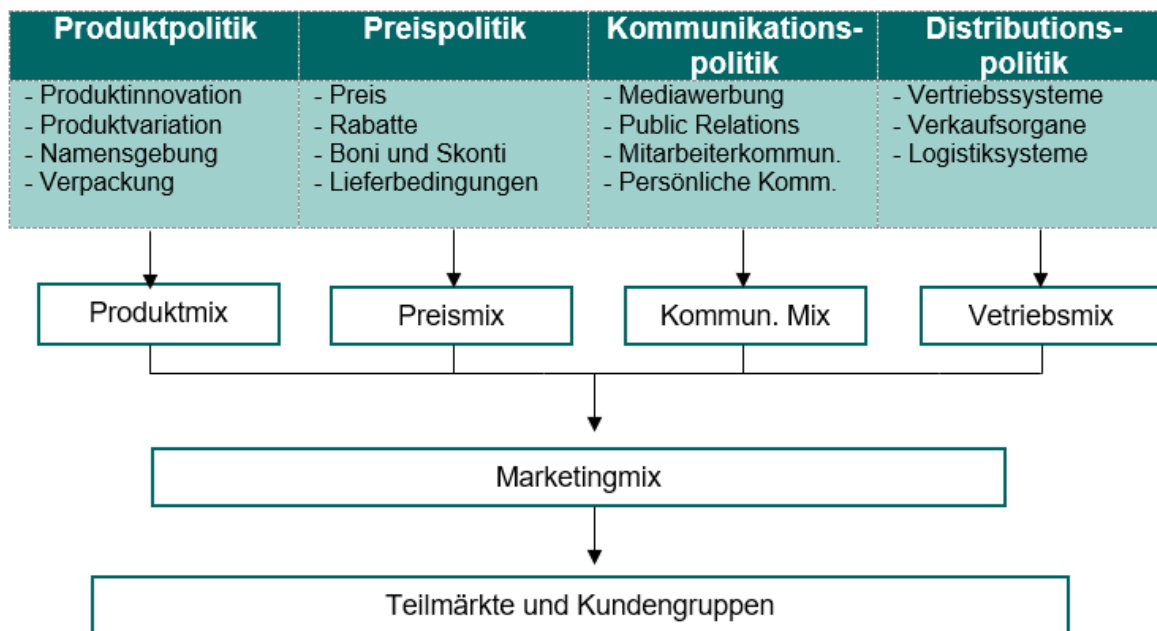 Produktpolitik
Preispolitik
Kommunikations-
politik
Distributions-
politik
- Produktinnovation
- Produktvariation
- Namensgebung
- Verpackung
- Preis
- Rabatte
- Boni und Skonti
- Lieferbedingungen
- Mediawerbung
- Public Relations
- Mitarbeiterkommun.
- Persönliche Komm.
- Vertriebssysteme
- Verkaufsorgane
- Logistiksysteme
Produktmix
Preismix
Kommun. Mix
Vetriebsmix
Marketingmix
Teilmärkte und Kundengruppen